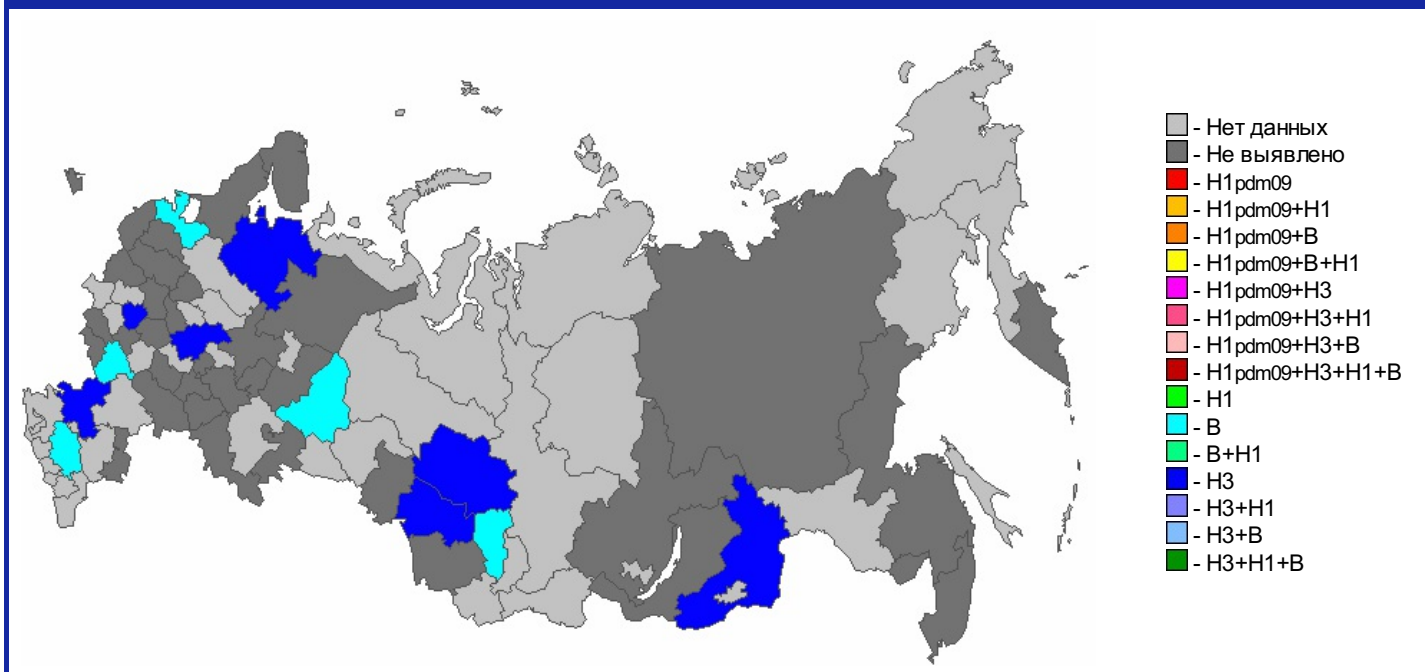 - Нет данных
- Не выявлено
- H1pdm09
- H1pdm09+H1
- H1pdm09+B
- H1pdm09+B+H1
- H1pdm09+H3
- H1pdm09+H3+H1
- H1pdm09+H3+B
- H1pdm09+H3+H1+B
- H1
- B
- B+H1
- H3
- H3+H1
- H3+B
- H3+H1+B